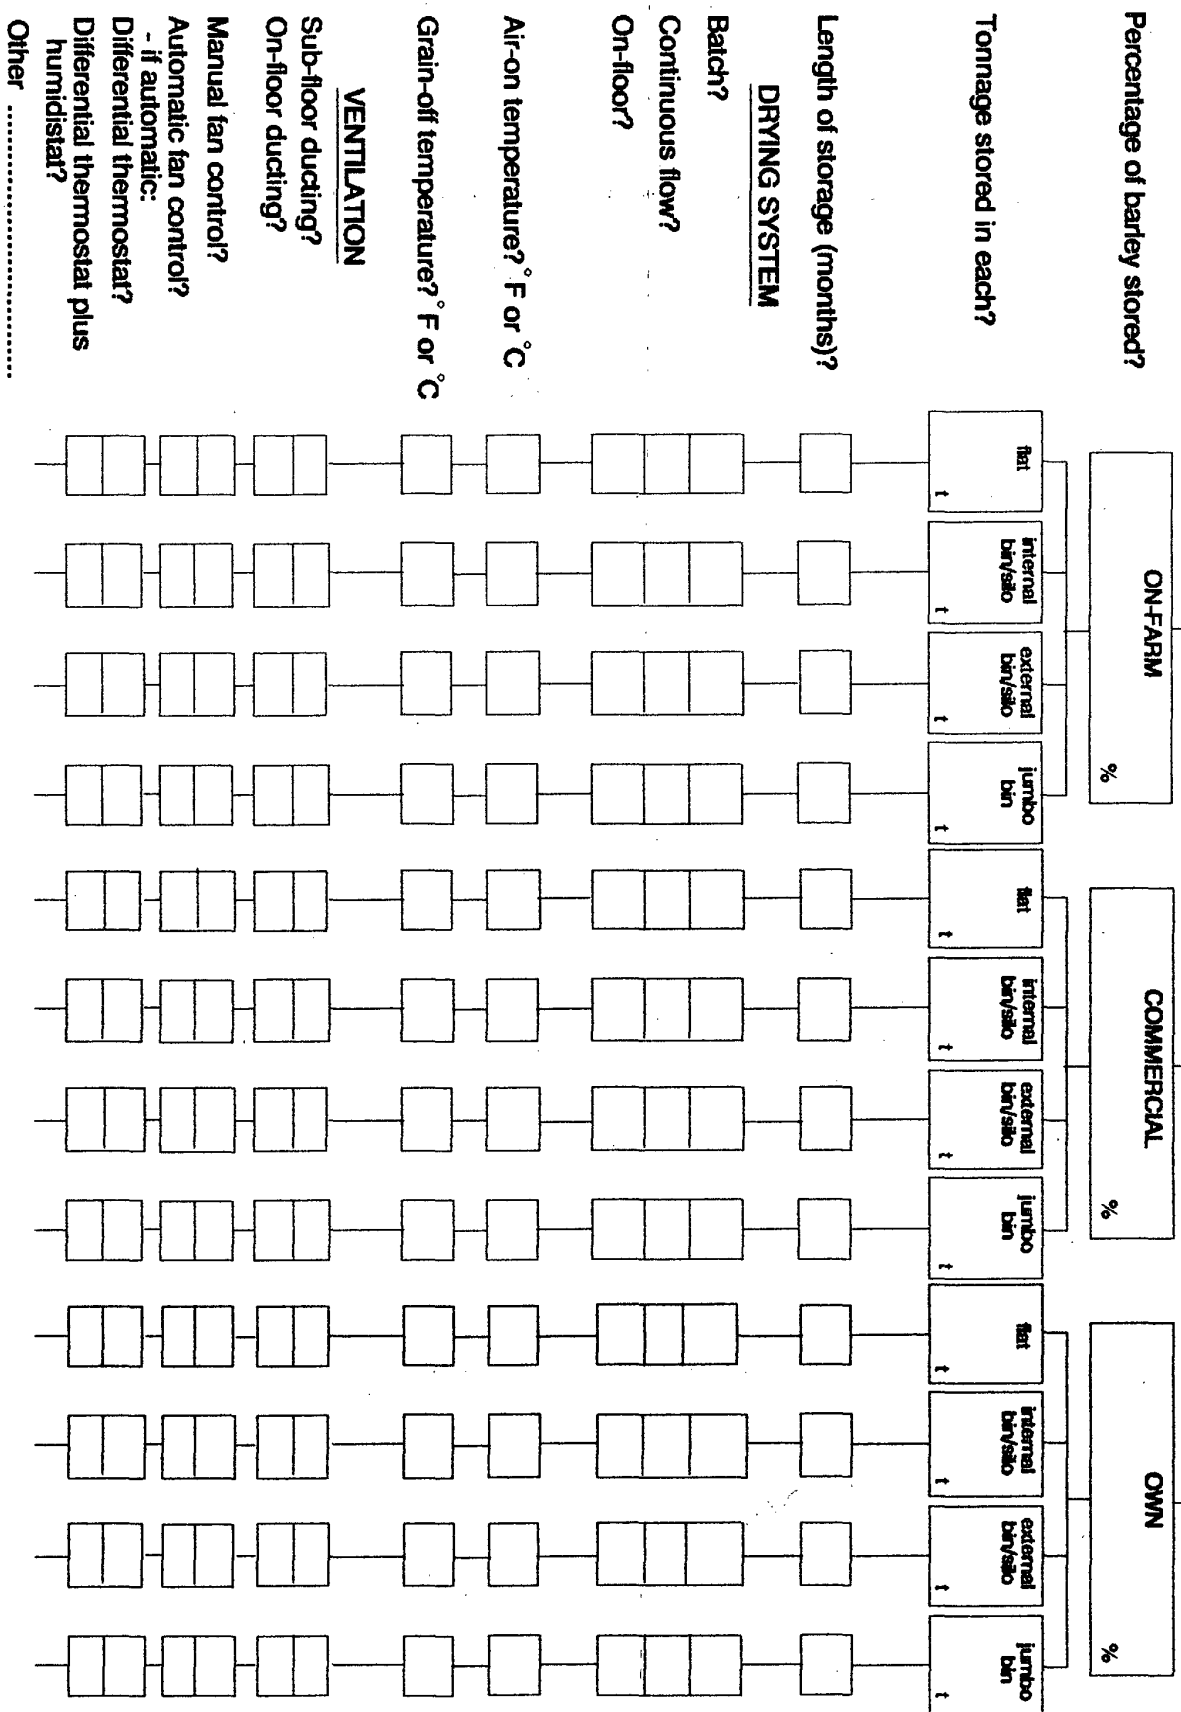 Percentage of barley stored?
ON-FARM
%
COMMERCIAL
%
OWN
%
Tonnage stored in each?
flat
t
internal
bin/silo
t
external
bin/silo
t
jumbo
bin
t
flat
t
internal
bin/silo
t
external
bin/silo
t
jumbo
bin
t
flat
t
internal
bin/silo
t
external
bin/silo
t
jumbo
bin
t
Length of storage (months)?
DRYING SYSTEM
Batch?
Continuous flow?
On-floor?
Air-on temperature? °F or °C
Grain-off temperature? °F or °C
VENTILATION
Sub-floor ducting?
On-floor ducting?
Manual fan control?
Automatic fan control?
- if automatic:
Differential thermostat?
Differential thermostat plus
humidistat?
Other ..............................